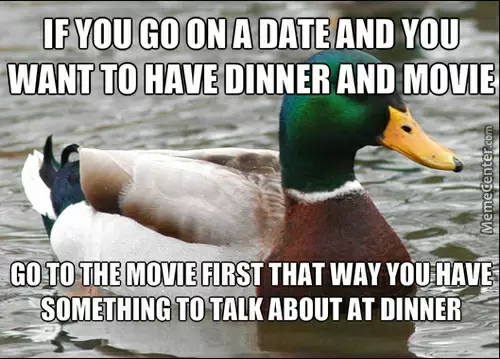 IF YOU GO ON A DATE AND YOU
WANT TO HAVE DINNER AND MOVIE
MemeCenter.com
GO TO THE MOVIE FIRST THAT WAY YOU HAVE
SOMETHING TO TALK ABOUT AT DINNER